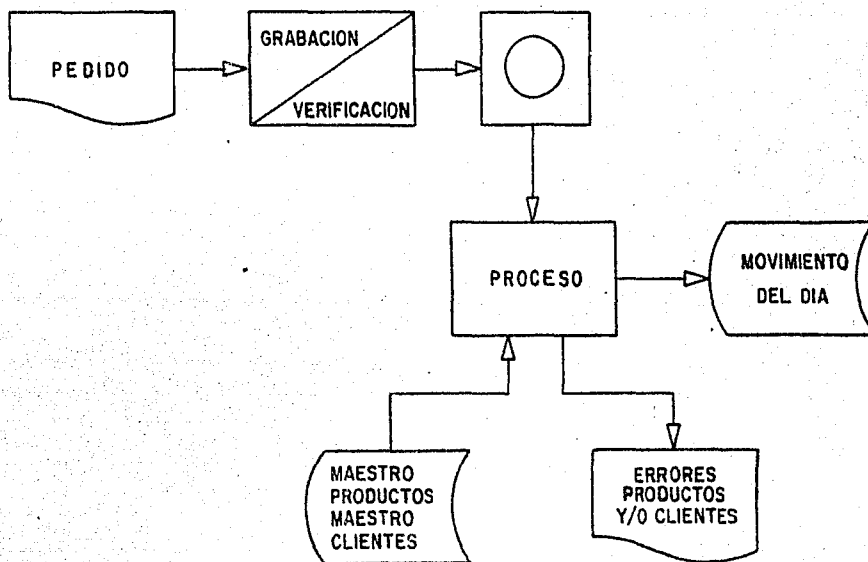 PEDIDO
GRABACION
VERIFICACION
PROCESO
MOVIMIENTO
DEL DIA
MAESTRO
PRODUCTOS
MAESTRO
CLIENTES
ERRORES
PRODUCTOS
Y/O CLIENTES